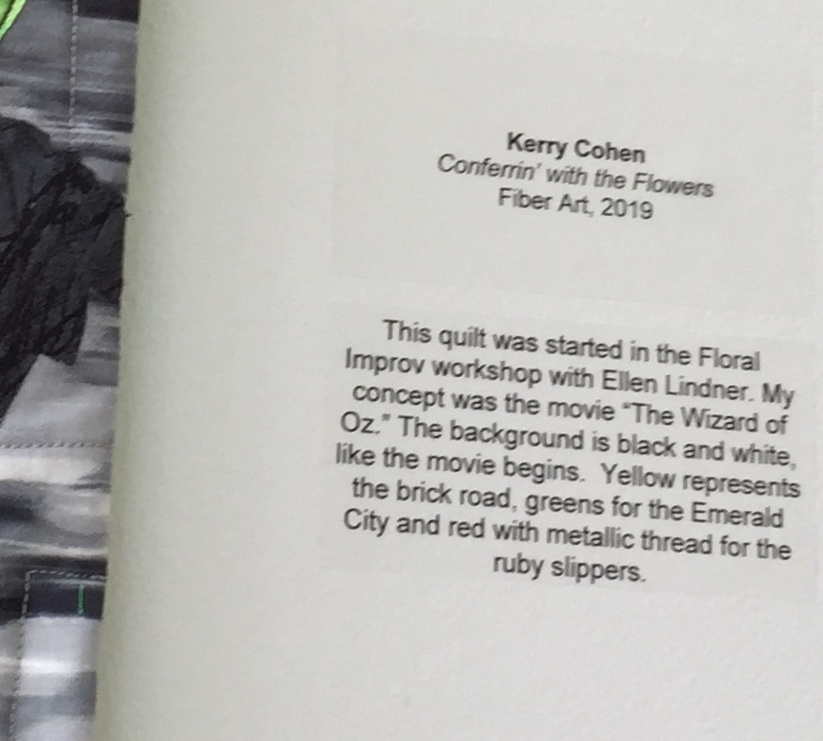 Kerry Cohen
Conferrin' with the Flowers
Fiber Art, 2019
This quilt was started in the Floral
Improv workshop with Ellen Lindner. My
concept was the movie “The Wizard of
Oz.” The background is black and white,
like the movie begins.  Yellow represents
the brick road, greens for the Emerald
City and red with metallic thread for the
ruby slippers.